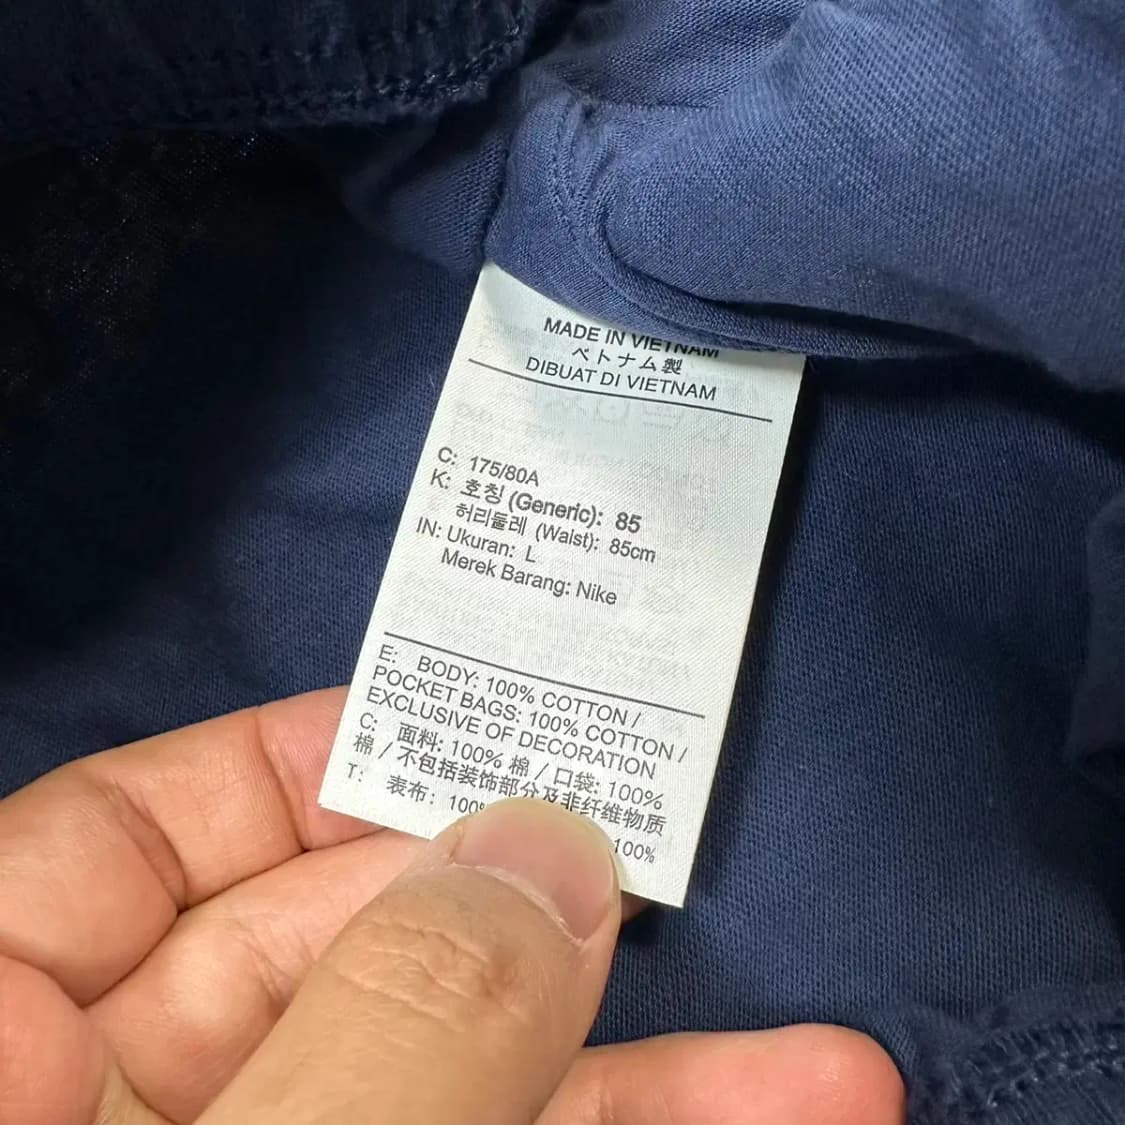 MADE IN VIETNAM
ベトナム製
DIBUAT DI VIETNAM
C: 175/80A
K: 호칭 (Generic): 85
허리둘레 (Waist): 85cm
IN: Ukuran: L
Merek Barang: Nike
E: BODY: 100% COTTON /
POCKET BAGS: 100% COTTON /
EXCLUSIVE OF DECORATION
C: 面料: 100% 棉 / 口袋: 100%
棉 / 不包括装饰部分及非纤维物质
T: 表布: 100% 100%